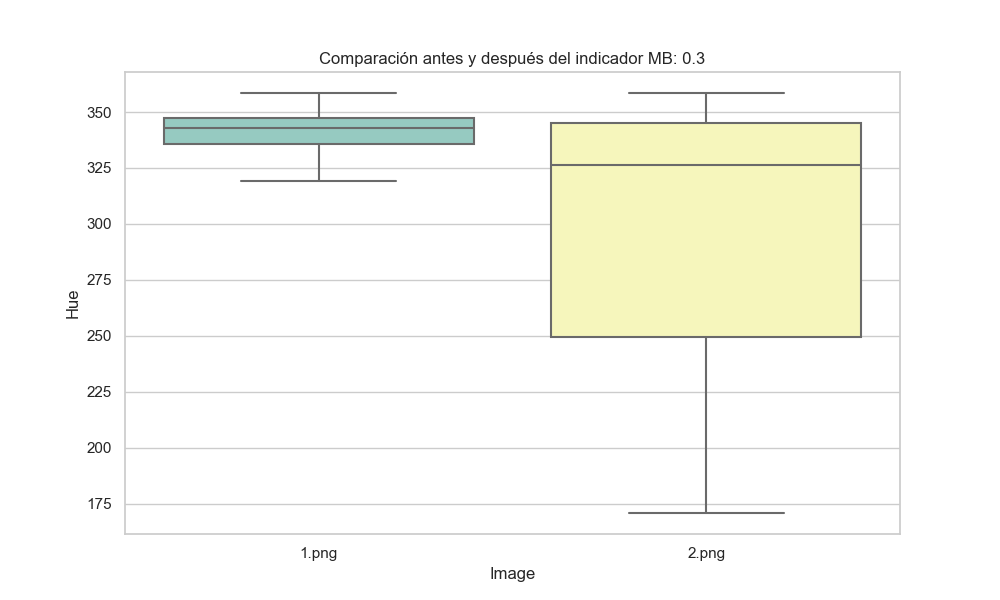 Comparación antes y después del indicador MB: 0.3
Hue
350
325
300
275
250
225
200
175
1.png
2.png
Image